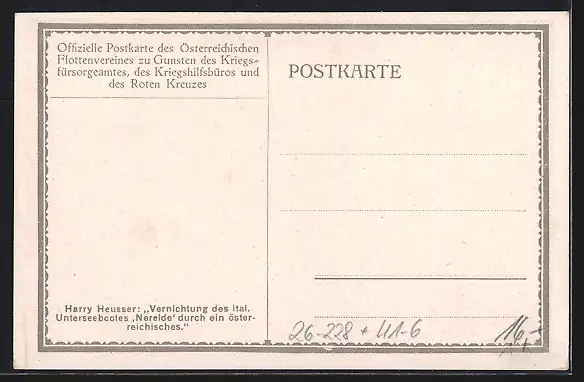 Offizielle Postkarte des Österreichischen
Flottenvereines zu Gunsten des Kriegs=
fürsorgeamtes, des Kriegshilfsbüros und
des Roten Kreuzes
POSTKARTE
Harry Heusser: „Vernichtung des ital.
Unterseebootes ‚Nereide‘ durch ein öster-
reichisches.“
26-228 + 41-6
16,-